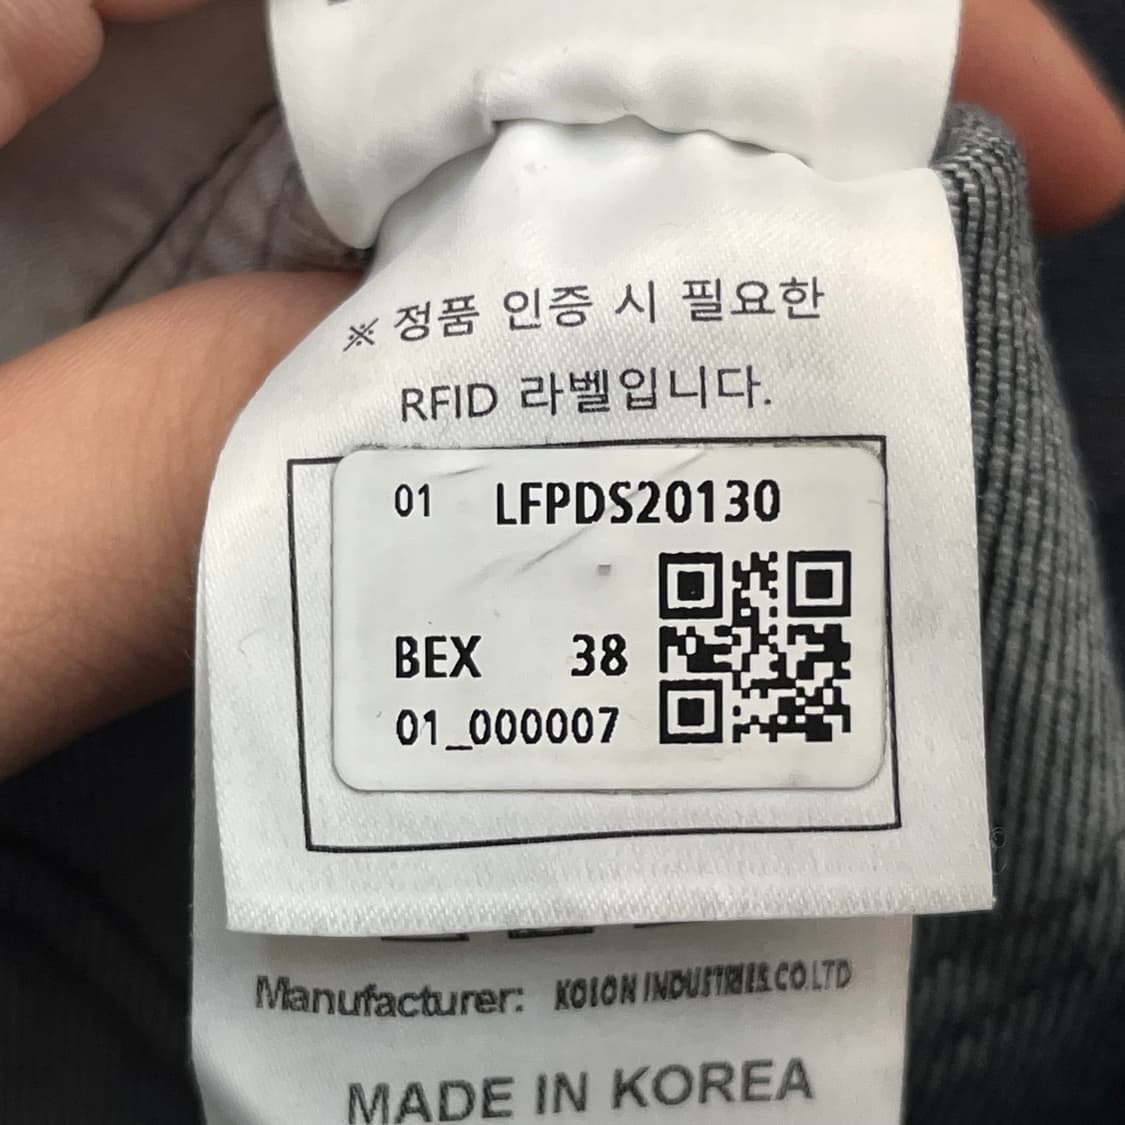 ※ 정품 인증 시 필요한
RFID 라벨입니다.
01 LFPDS20130
BEX 38
01_000007
Manufacturer: KOLON INDUSTRIES.CO.LTD
MADE IN KOREA